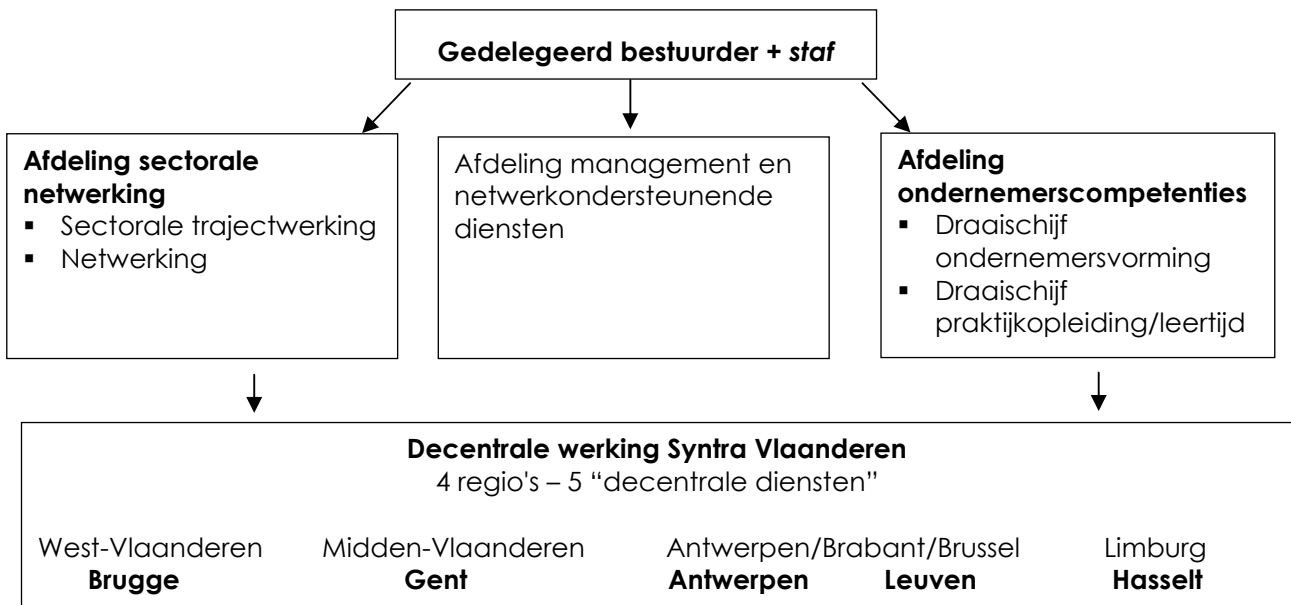 Gedelegeerd bestuurder + staf
Afdeling sectorale
netwerking
▪ Sectorale trajectwerking
▪ Netwerking
Afdeling management en
netwerkondersteunende
diensten
Afdeling
ondernemerscompetenties
▪ Draaischijf
ondernemersvorming
▪ Draaischijf
praktijkopleiding/leertijd
Decentrale werking Syntra Vlaanderen
4 regio's – 5 “decentrale diensten”
West-Vlaanderen Midden-Vlaanderen Antwerpen/Brabant/Brussel Limburg
Brugge Gent Antwerpen Leuven Hasselt